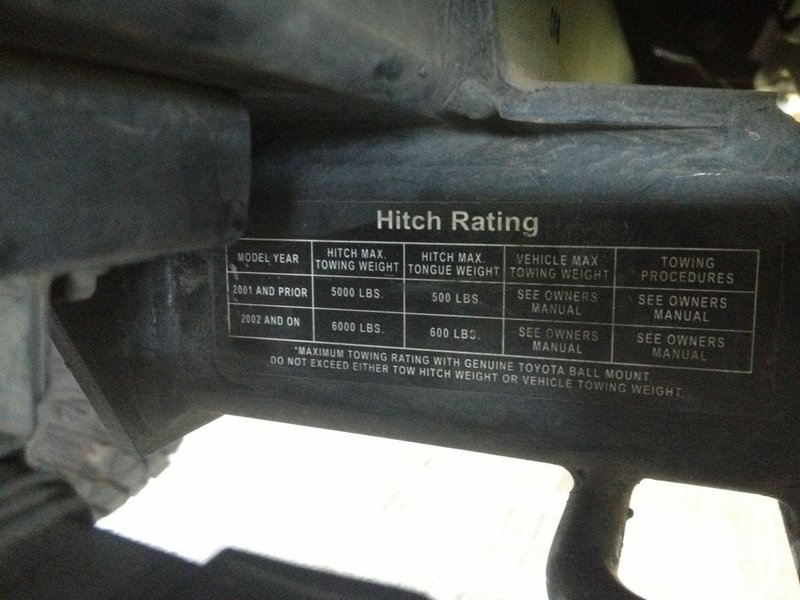 Hitch Rating
MODEL YEAR
HITCH MAX.
TOWING WEIGHT
HITCH MAX.
TONGUE WEIGHT
VEHICLE MAX
TOWING WEIGHT
TOWING
PROCEDURES
2001 AND PRIOR
5000 LBS.
500 LBS.
SEE OWNERS
MANUAL
SEE OWNERS
MANUAL
2002 AND ON
6000 LBS.
600 LBS.
SEE OWNERS
MANUAL
SEE OWNERS
MANUAL
*MAXIMUM TOWING RATING WITH GENUINE TOYOTA BALL MOUNT.
DO NOT EXCEED EITHER TOW HITCH WEIGHT OR VEHICLE TOWING WEIGHT.